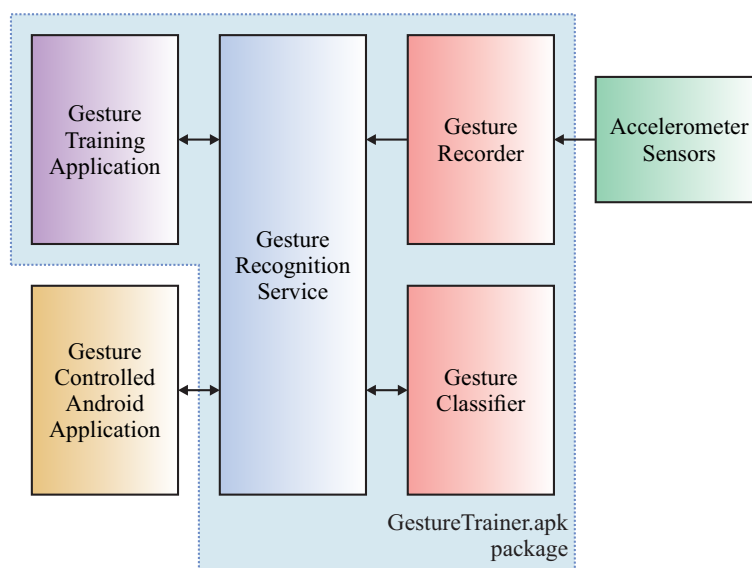 Gesture
Training
Application
Gesture
Recognition
Service
Gesture
Recorder
Accelerometer
Sensors
Gesture
Controlled
Android
Application
Gesture
Classifier
GestureTrainer.apk
package